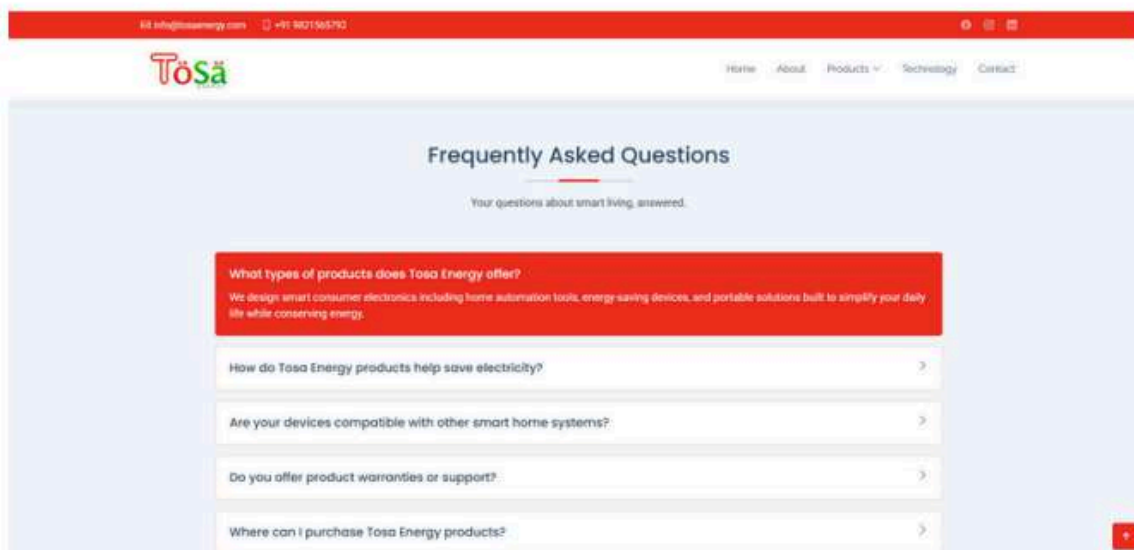 info@tosaenergy.com +91 9821565793
TöSä
Home About Products Technology Contact
Frequently Asked Questions
Your questions about smart living, answered.
What types of products does Tosa Energy offer?
We design smart consumer electronics including home automation tools, energy-saving devices, and portable solutions built to simplify your daily
life while conserving energy.
How do Tosa Energy products help save electricity?
Are your devices compatible with other smart home systems?
Do you offer product warranties or support?
Where can I purchase Tosa Energy products?